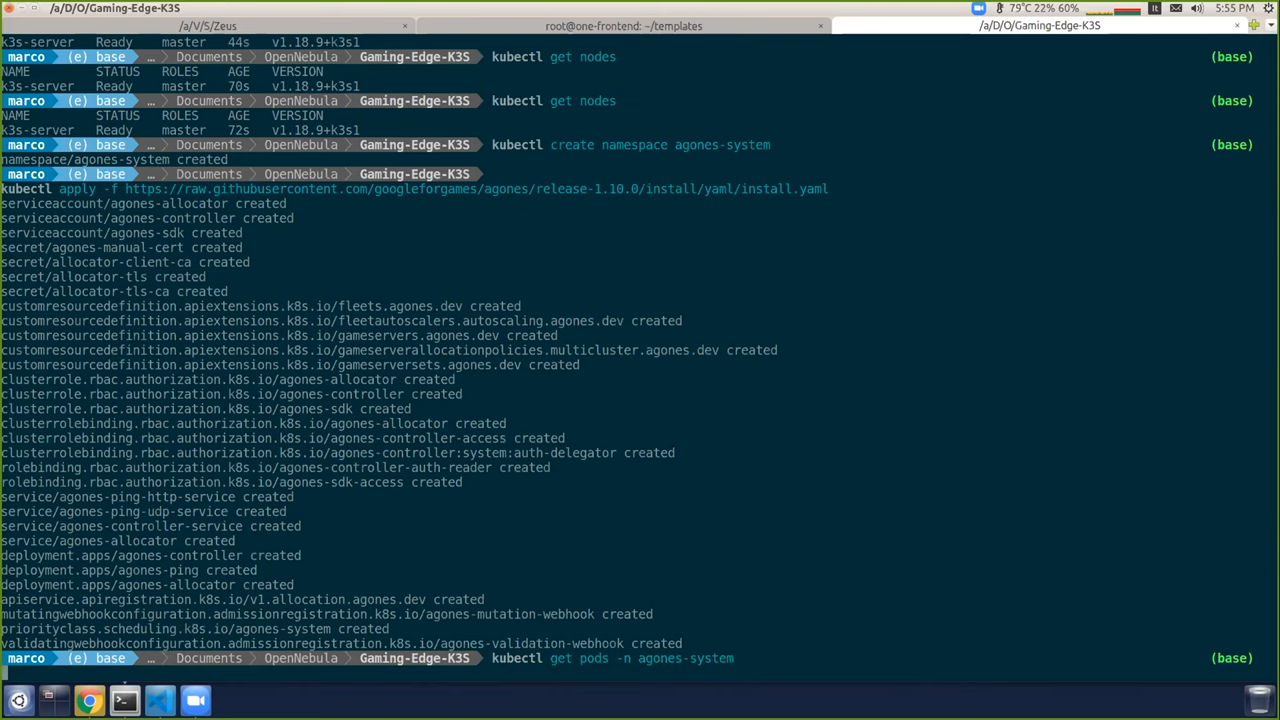 /a/D/O/Gaming-Edge-K3S
79°C 22% 60% It 5:55 PM
/a/V/S/Zeus × root@one-frontend: ~/templates × /a/D/O/Gaming-Edge-K3S ×
k3s-server Ready master 44s v1.18.9+k3s1
marco (e) base … Documents OpenNebula Gaming-Edge-K3S kubectl get nodes (base)
NAME STATUS ROLES AGE VERSION
k3s-server Ready master 70s v1.18.9+k3s1
marco (e) base … Documents OpenNebula Gaming-Edge-K3S kubectl get nodes (base)
NAME STATUS ROLES AGE VERSION
k3s-server Ready master 72s v1.18.9+k3s1
marco (e) base … Documents OpenNebula Gaming-Edge-K3S kubectl create namespace agones-system (base)
namespace/agones-system created
marco (e) base … Documents OpenNebula Gaming-Edge-K3S (base)
kubectl apply -f https://raw.githubusercontent.com/googleforgames/agones/release-1.10.0/install/yaml/install.yaml
serviceaccount/agones-allocator created
serviceaccount/agones-controller created
serviceaccount/agones-sdk created
secret/agones-manual-cert created
secret/allocator-client-ca created
secret/allocator-tls created
secret/allocator-tls-ca created
customresourcedefinition.apiextensions.k8s.io/fleets.agones.dev created
customresourcedefinition.apiextensions.k8s.io/fleetautoscalers.autoscaling.agones.dev created
customresourcedefinition.apiextensions.k8s.io/gameservers.agones.dev created
customresourcedefinition.apiextensions.k8s.io/gameserverallocationpolicies.multicluster.agones.dev created
customresourcedefinition.apiextensions.k8s.io/gameserversets.agones.dev created
clusterrole.rbac.authorization.k8s.io/agones-allocator created
clusterrole.rbac.authorization.k8s.io/agones-controller created
clusterrole.rbac.authorization.k8s.io/agones-sdk created
clusterrolebinding.rbac.authorization.k8s.io/agones-allocator created
clusterrolebinding.rbac.authorization.k8s.io/agones-controller-access created
clusterrolebinding.rbac.authorization.k8s.io/agones-controller:system:auth-delegator created
rolebinding.rbac.authorization.k8s.io/agones-controller-auth-reader created
rolebinding.rbac.authorization.k8s.io/agones-sdk-access created
service/agones-ping-http-service created
service/agones-ping-udp-service created
service/agones-controller-service created
service/agones-allocator created
deployment.apps/agones-controller created
deployment.apps/agones-ping created
deployment.apps/agones-allocator created
apiservice.apiregistration.k8s.io/v1.allocation.agones.dev created
mutatingwebhookconfiguration.admissionregistration.k8s.io/agones-mutation-webhook created
priorityclass.scheduling.k8s.io/agones-system created
validatingwebhookconfiguration.admissionregistration.k8s.io/agones-validation-webhook created
marco (e) base … Documents OpenNebula Gaming-Edge-K3S kubectl get pods -n agones-system (base)